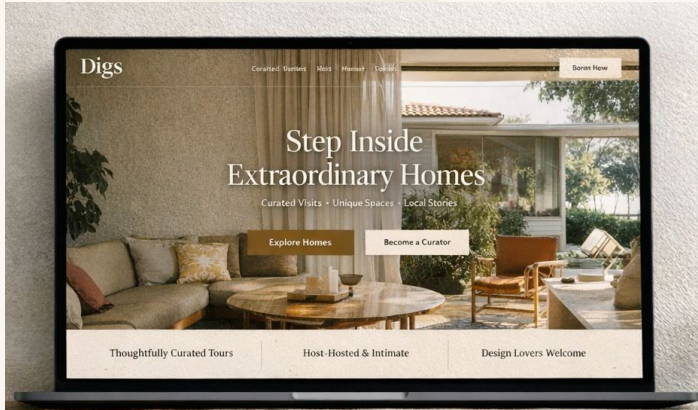 Digs
Curated
Step Inside
Extraordinary Homes
Curated Visits • Unique Spaces • Local Stories
Explore Homes
Become a Curator
Thoughtfully Curated Tours
Host-Hosted & Intimate
Design Lovers Welcome